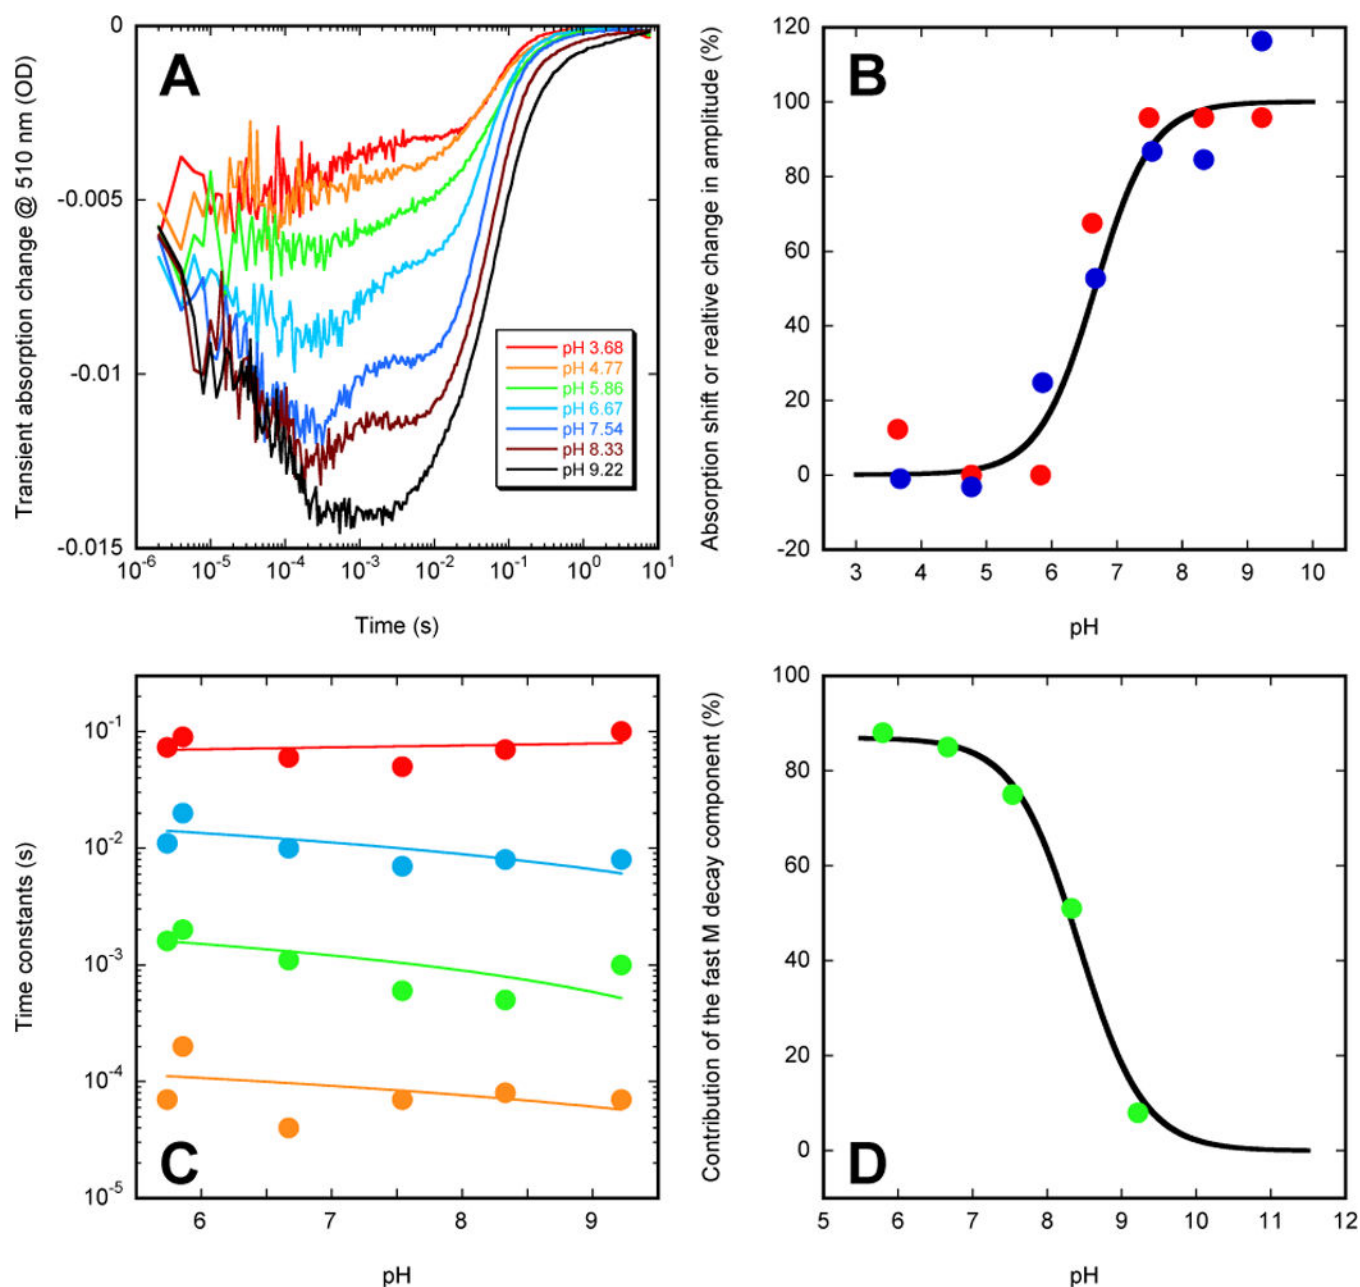 A
Transient absorption change @ 510 nm (OD)
0
-0.005
-0.01
-0.015
10-6 10-5 10-4 10-3 10-2 10-1 100 101
Time (s)
pH 3.68
pH 4.77
pH 5.86
pH 6.67
pH 7.54
pH 8.33
pH 9.22
B
Absorption shift or realtive change in amplitude (%)
120
100
80
60
40
20
0
-20
3 4 5 6 7 8 9 10
pH
C
Time constants (s)
10-1
10-2
10-3
10-4
10-5
6 7 8 9
pH
D
Contribution of the fast M decay component (%)
100
80
60
40
20
0
5 6 7 8 9 10 11 12
pH